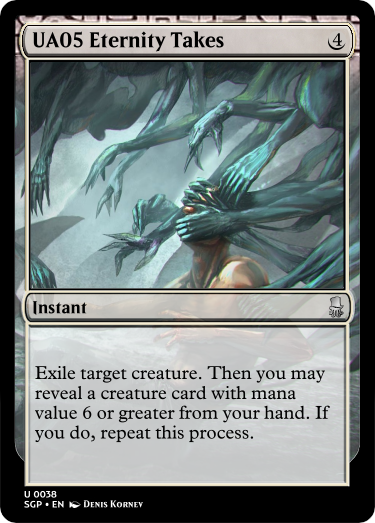 UA05 Eternity Takes 4
Instant
Exile target creature. Then you may
reveal a creature card with mana
value 6 or greater from your hand. If
you do, repeat this process.
U 0038
SGP • EN Denis Korney